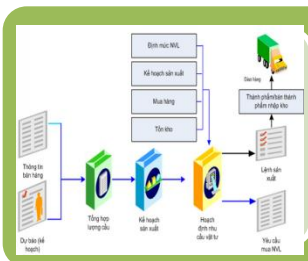 Định mức NVL
Kế hoạch sản xuất
Mua hàng
Tồn kho
Giao hàng
Thành phẩm/bán thành
phẩm nhập kho
Thông tin
bán hàng
Dự báo (kế
hoạch)
Tổng hợp
lượng cầu
Kế hoạch
sản xuất
Hoạch
định nhu
cầu vật tư
Lệnh sản
xuất
Yêu cầu
mua NVL